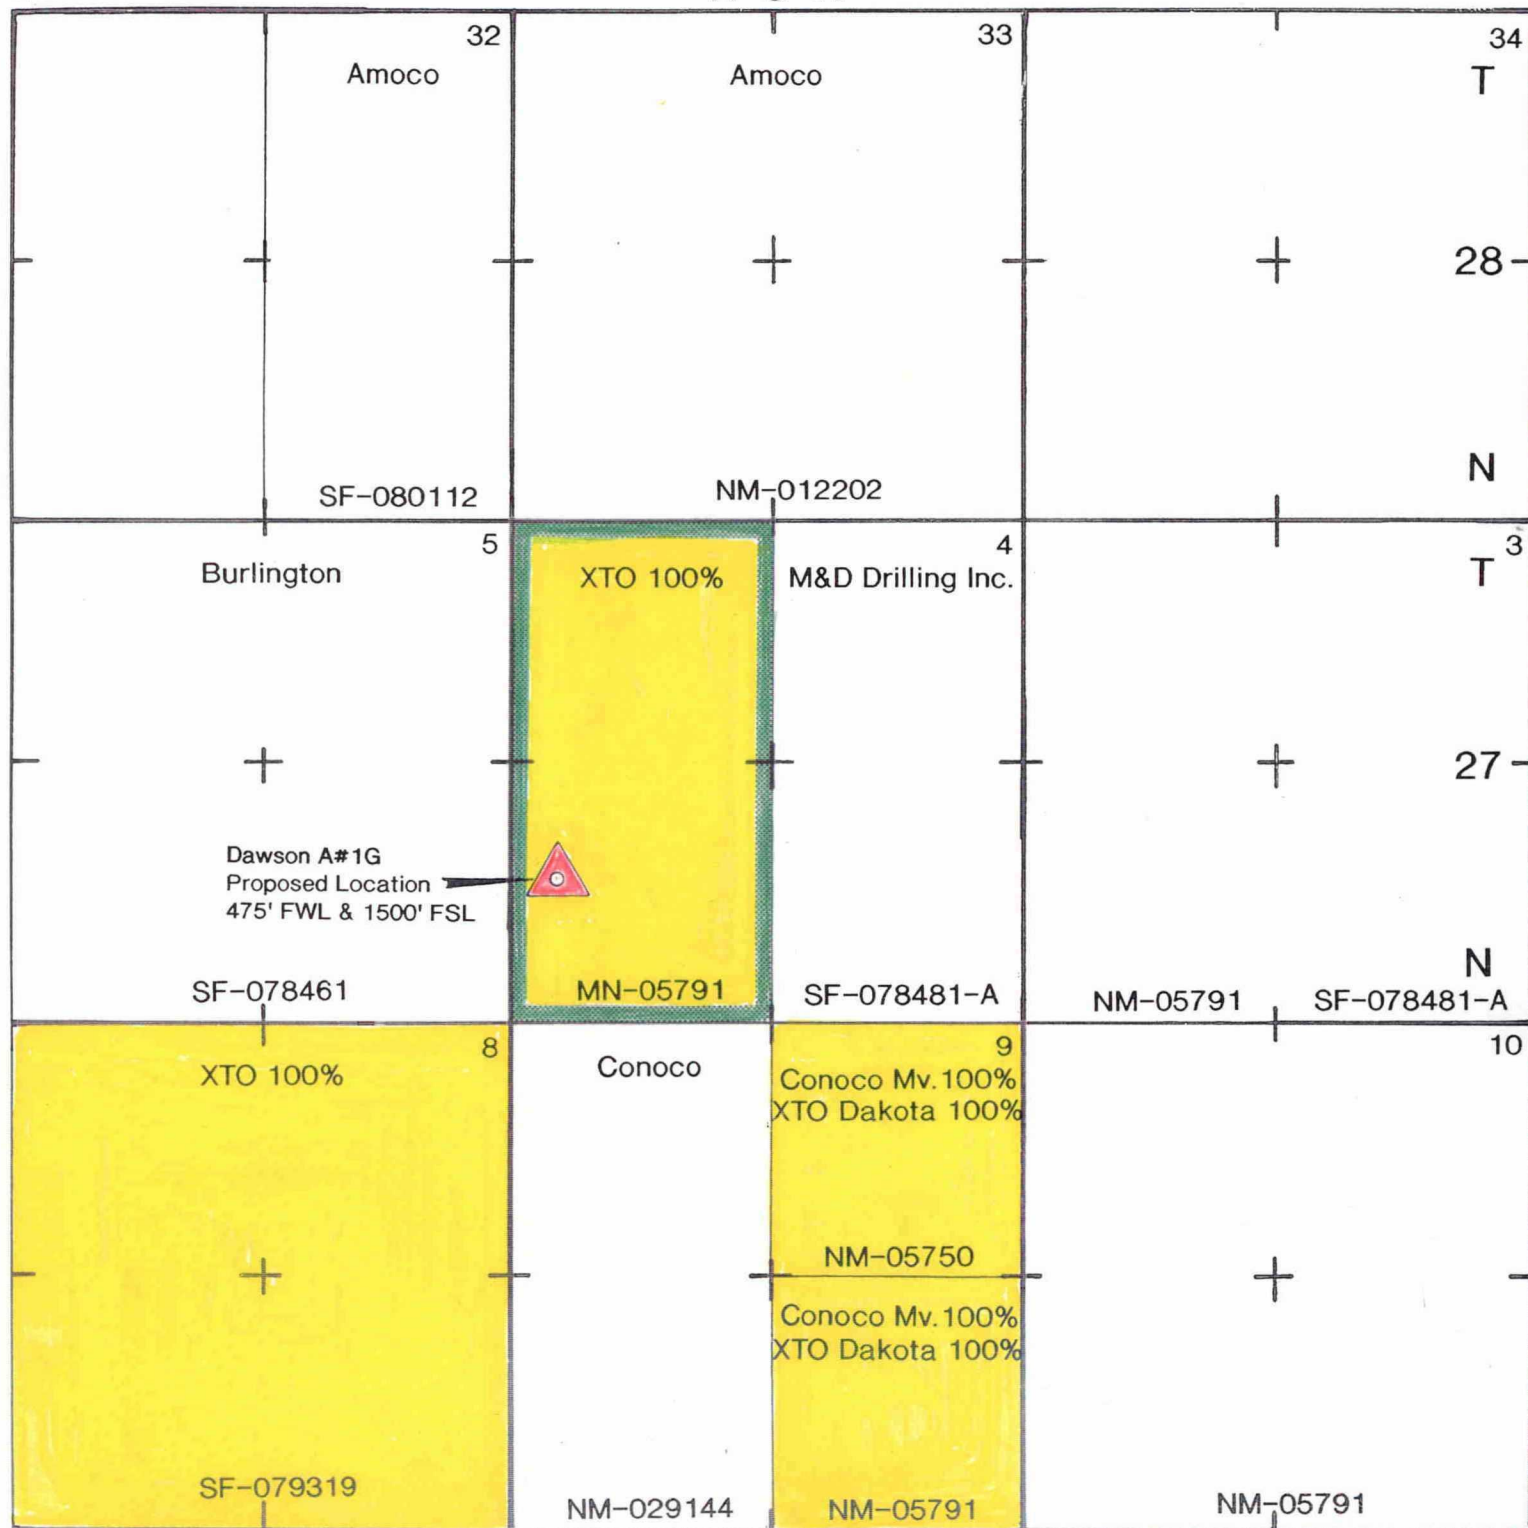 32
33
34
Amoco
Amoco
T
28
N
SF-080112
NM-012202
5
4
3
Burlington
XTO 100%
M&D Drilling Inc.
T
27
Dawson A#1G
Proposed Location
475' FWL & 1500' FSL
N
SF-078461
MN-05791
SF-078481-A
NM-05791
SF-078481-A
8
9
10
XTO 100%
Conoco
Conoco Mv.100%
XTO Dakota 100%
NM-05750
Conoco Mv.100%
XTO Dakota 100%
SF-079319
NM-029144
NM-05791
NM-05791